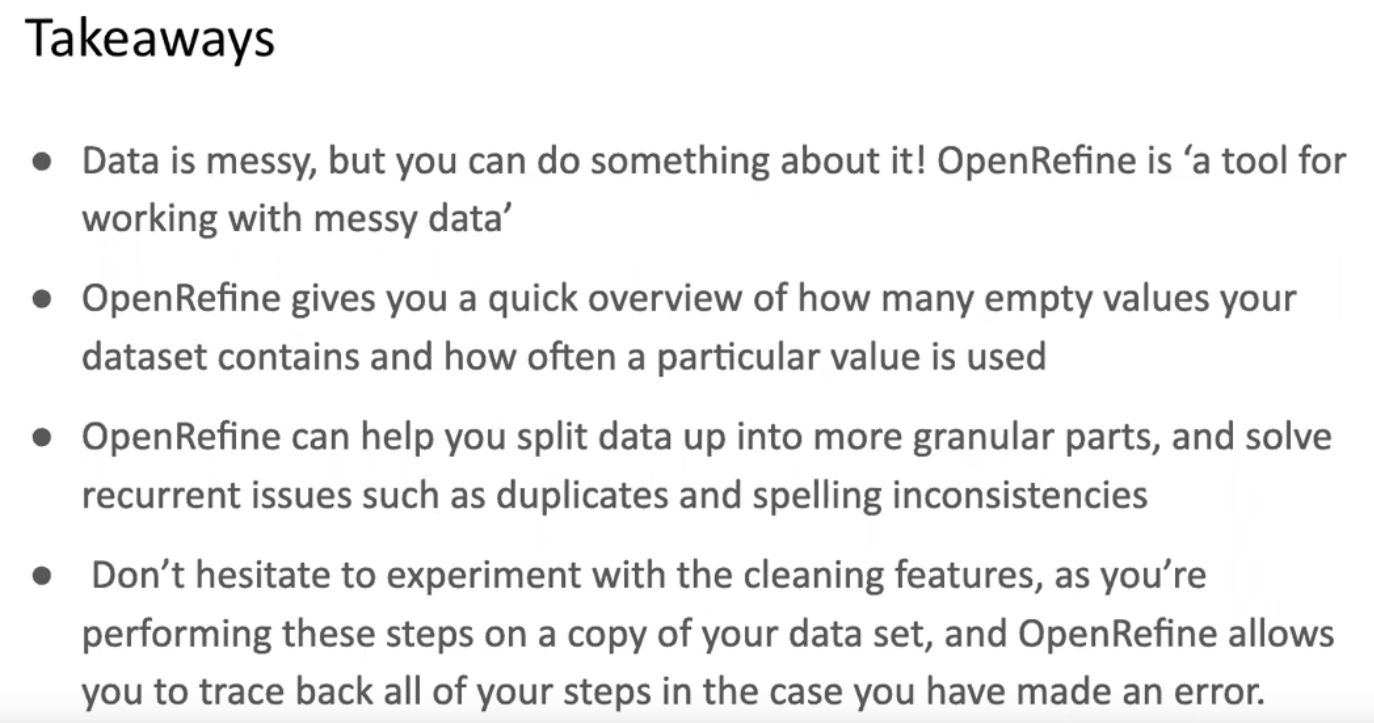 Takeaways
● Data is messy, but you can do something about it! OpenRefine is ‘a tool for
working with messy data’
● OpenRefine gives you a quick overview of how many empty values your
dataset contains and how often a particular value is used
● OpenRefine can help you split data up into more granular parts, and solve
recurrent issues such as duplicates and spelling inconsistencies
● Don’t hesitate to experiment with the cleaning features, as you’re
performing these steps on a copy of your data set, and OpenRefine allows
you to trace back all of your steps in the case you have made an error.